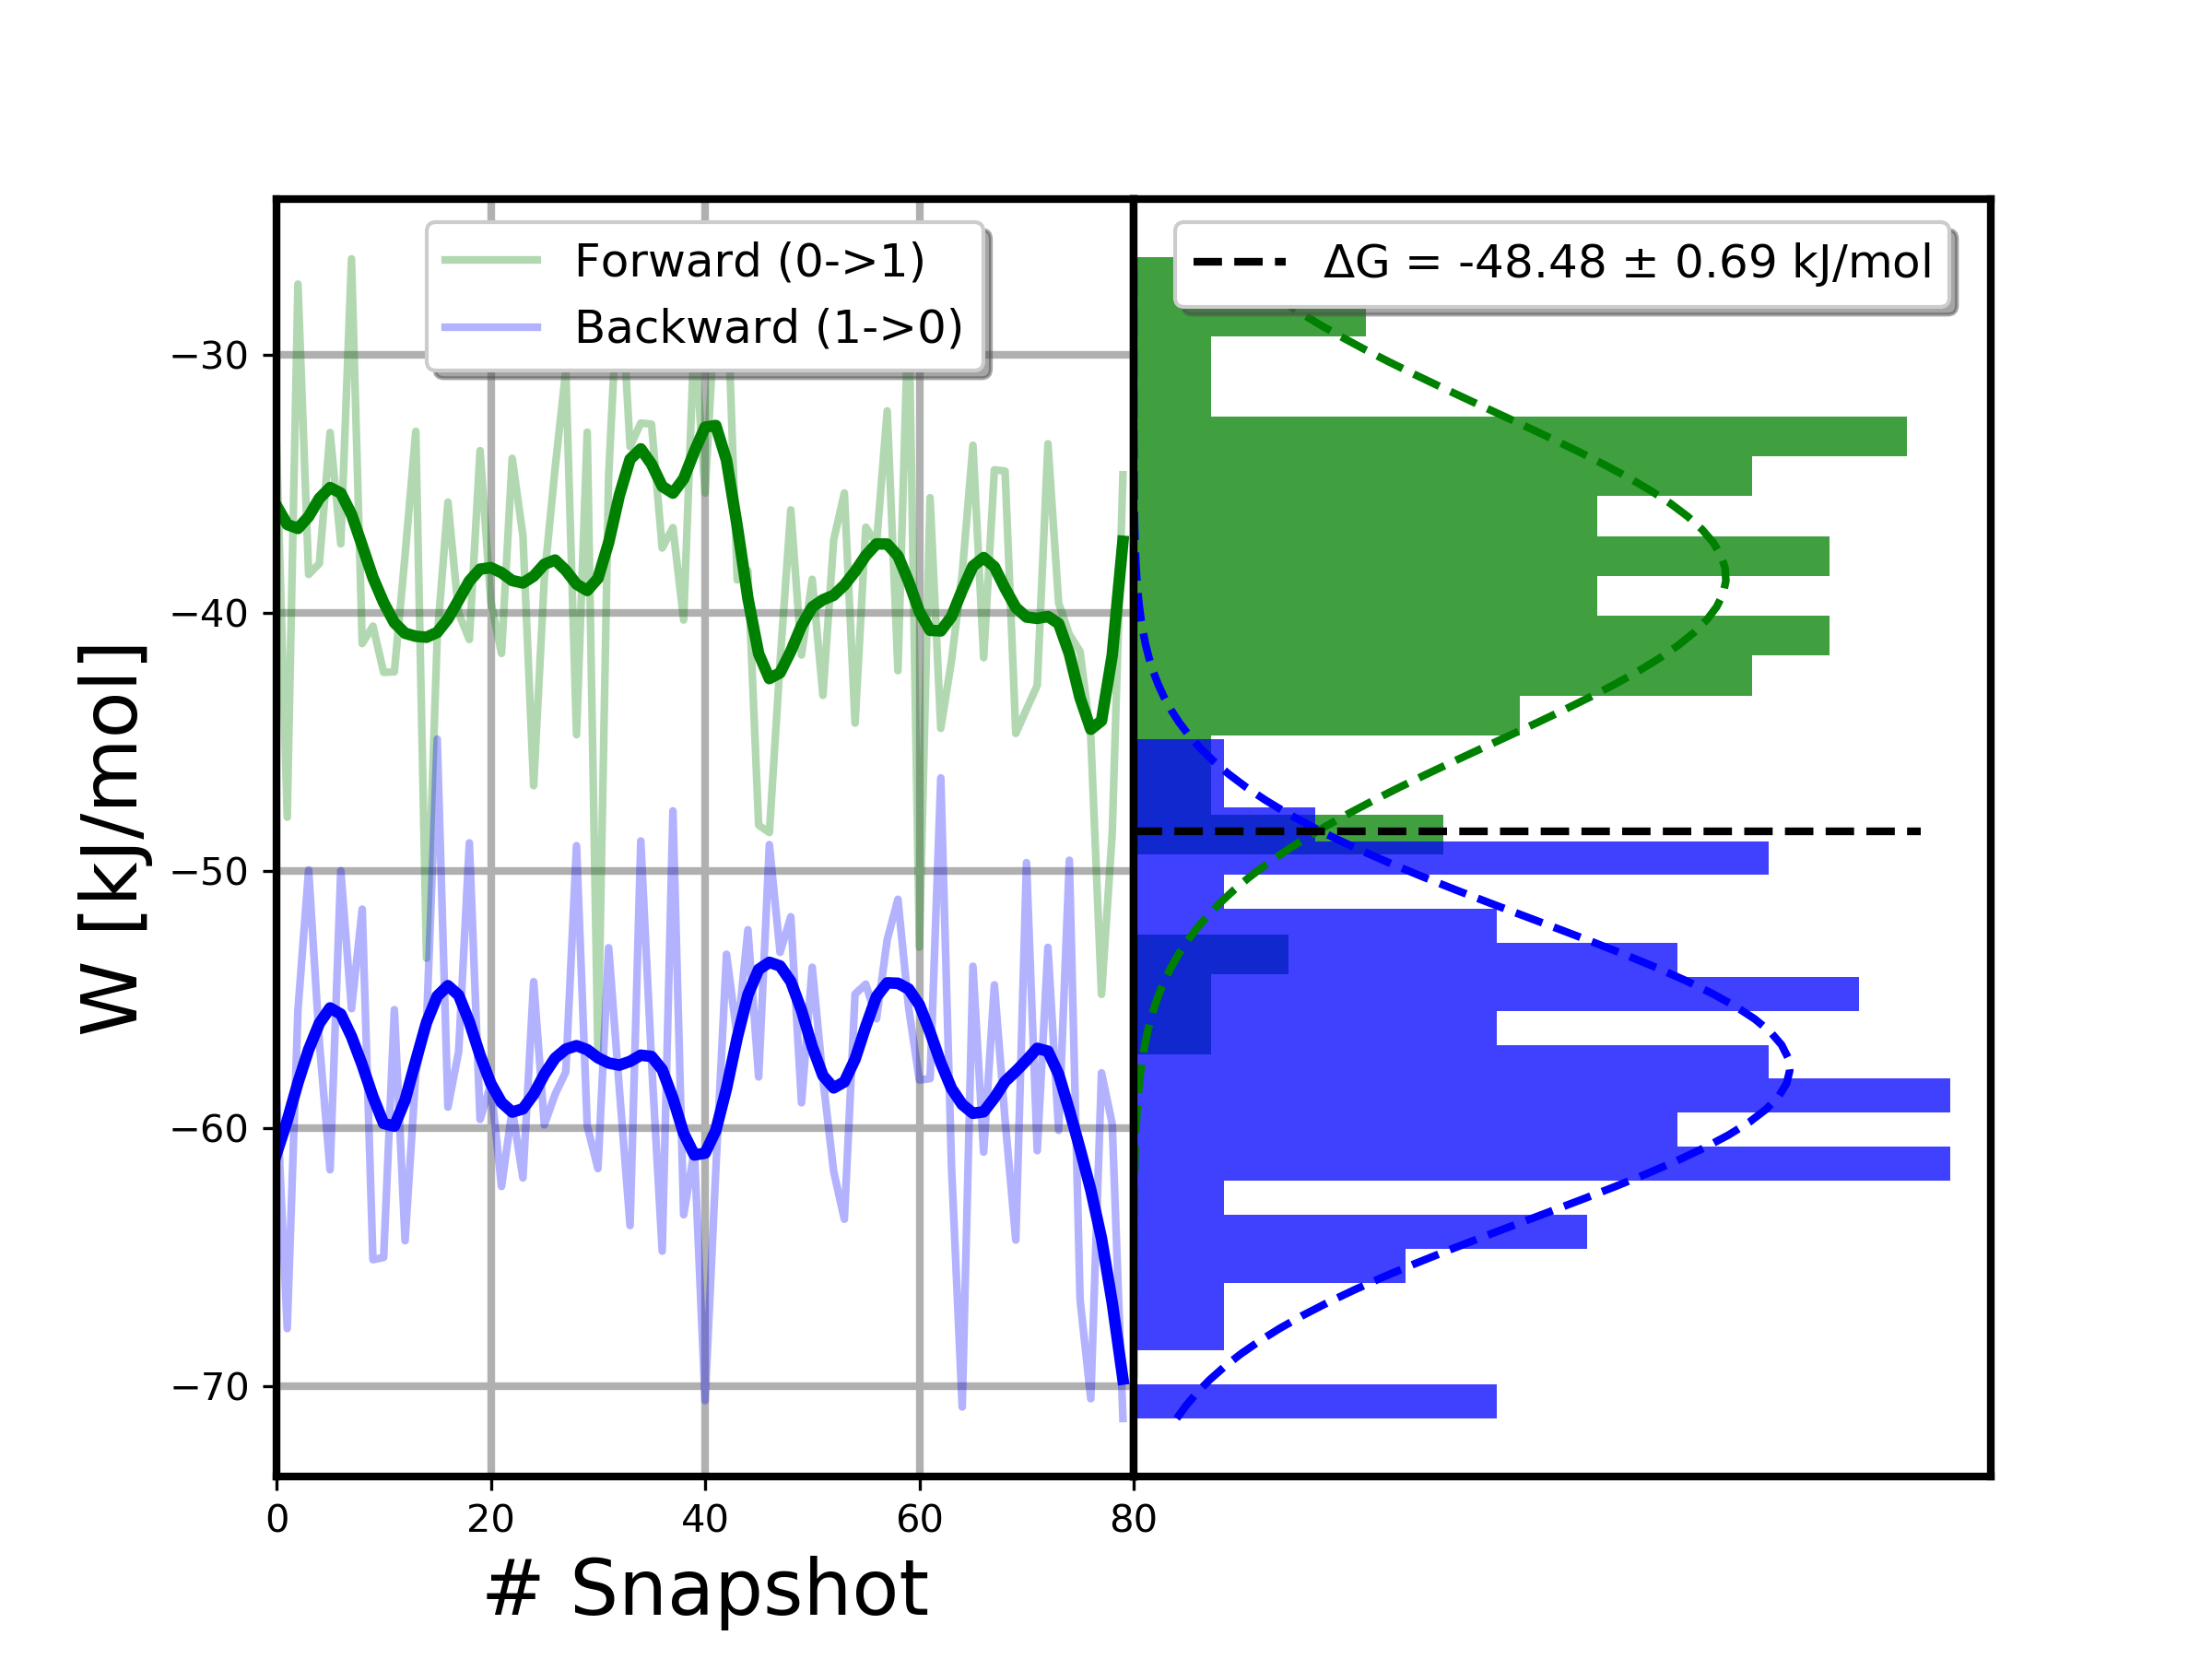 Forward (0->1)
Backward (1->0)
ΔG = -48.48 ± 0.69 kJ/mol
−30
−40
−50
−60
−70
W [kJ/mol]
0 20 40 60 80
# Snapshot